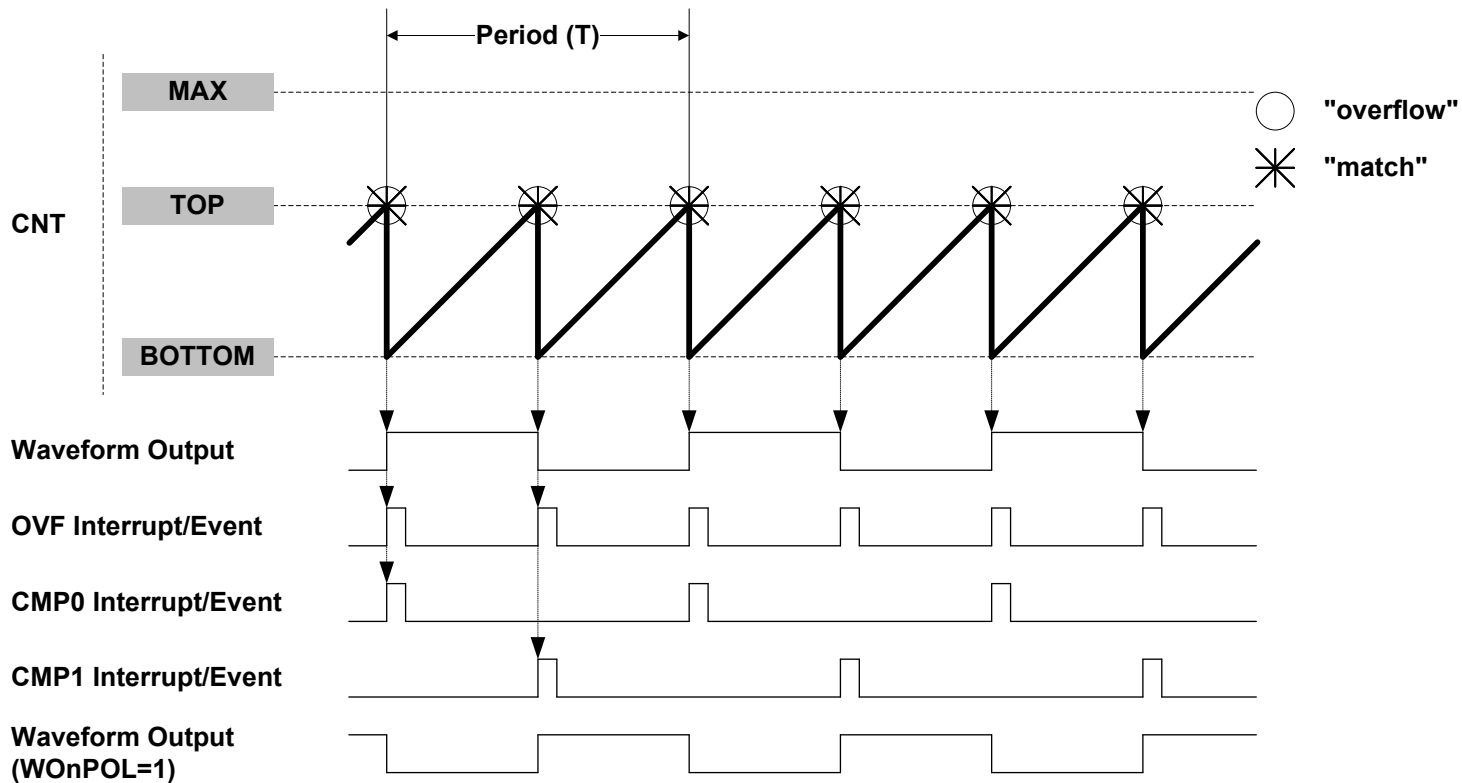 Period (T)
MAX
"overflow"
"match"
TOP
CNT
BOTTOM
Waveform Output
OVF Interrupt/Event
CMP0 Interrupt/Event
CMP1 Interrupt/Event
Waveform Output
(WOnPOL=1)